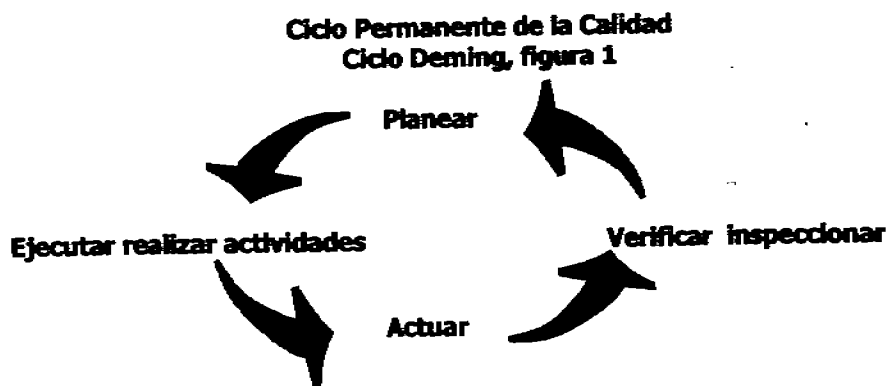 Ciclo Permanente de la Calidad
Ciclo Deming, figura 1
Planear
Ejecutar realizar actividades
Verificar inspeccionar
Actuar